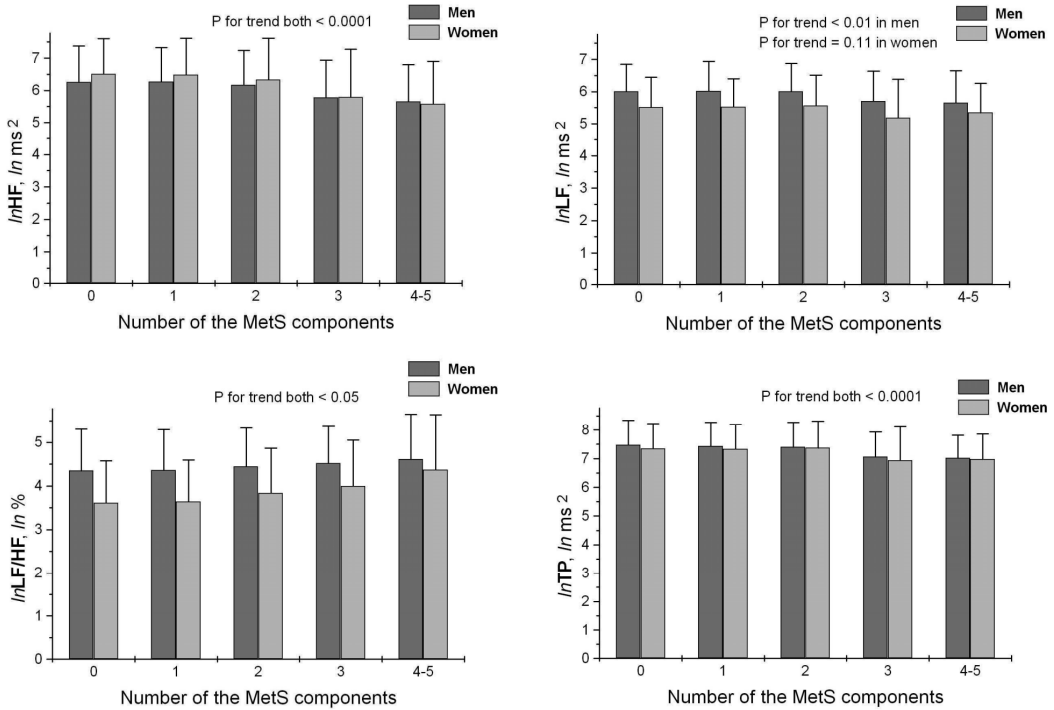 P for trend both < 0.0001
Men
Women
7
6
5
4
3
2
1
0
lnHF, ln ms 2
0 1 2 3 4-5
Number of the MetS components
P for trend < 0.01 in men
P for trend = 0.11 in women
Men
Women
7
6
5
4
3
2
1
0
lnLF, ln ms 2
0 1 2 3 4-5
Number of the MetS components
P for trend both < 0.05
Men
Women
5
4
3
2
1
0
lnLF/HF, ln %
0 1 2 3 4-5
Number of the MetS components
P for trend both < 0.0001
Men
Women
8
7
6
5
4
3
2
1
0
lnTP, ln ms 2
0 1 2 3 4-5
Number of the MetS components